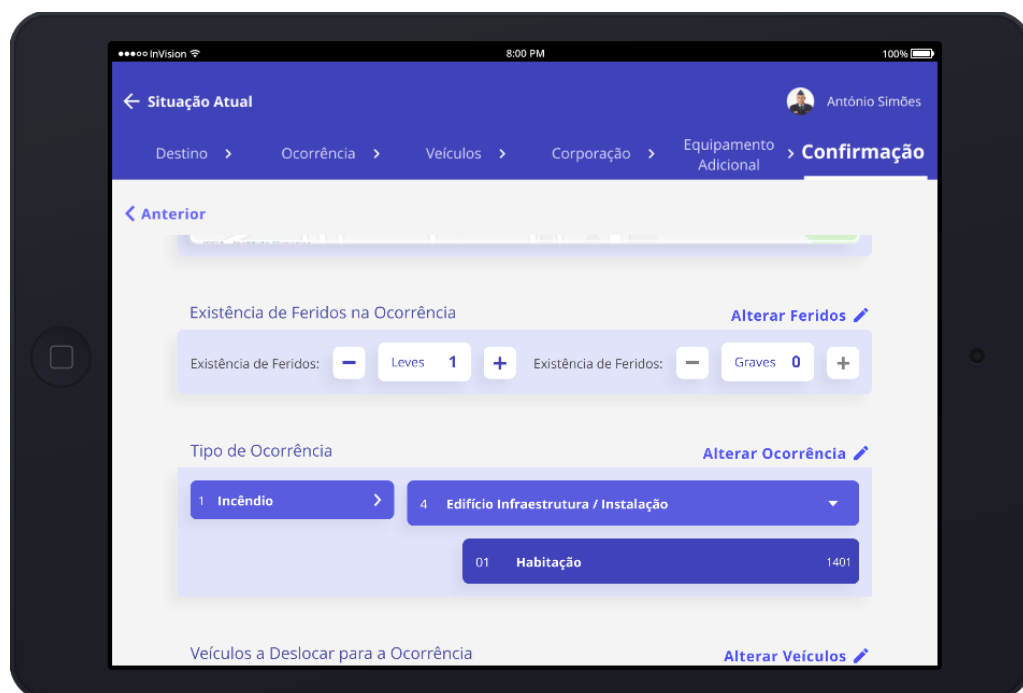 InVision
8:00 PM
100%
Situação Atual
António Simões
Destino
Ocorrência
Veículos
Corporação
Equipamento
Adicional
Confirmação
Anterior
Existência de Feridos na Ocorrência
Alterar Feridos
Existência de Feridos: Leves 1 Existência de Feridos: Graves 0
Tipo de Ocorrência
Alterar Ocorrência
1 Incêndio
4 Edifício Infraestrutura / Instalação
01 Habitação 1401
Veículos a Deslocar para a Ocorrência
Alterar Veículos